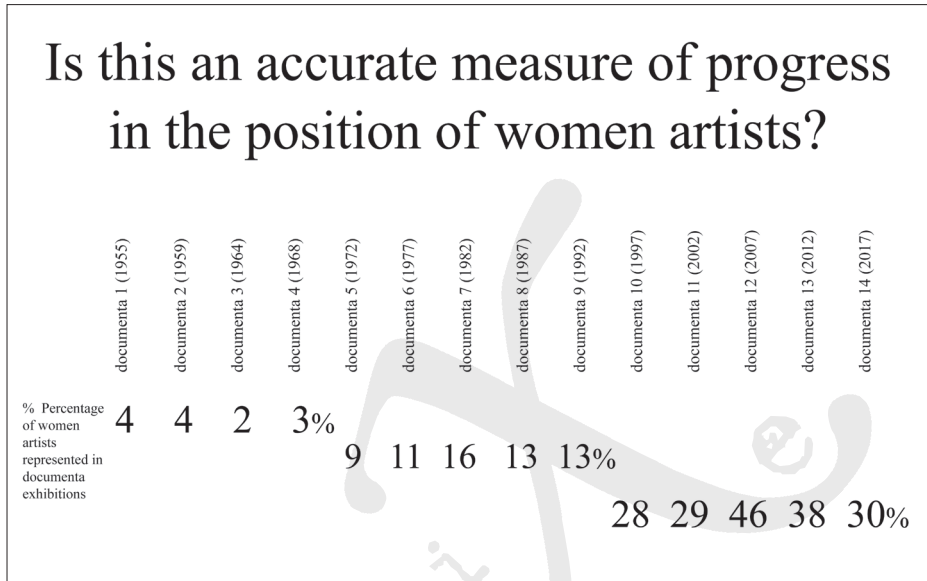 Is this an accurate measure of progress
in the position of women artists?
documenta 1 (1955)
documenta 2 (1959)
documenta 3 (1964)
documenta 4 (1968)
documenta 5 (1972)
documenta 6 (1977)
documenta 7 (1982)
documenta 8 (1987)
documenta 9 (1992)
documenta 10 (1997)
documenta 11 (2002)
documenta 12 (2007)
documenta 13 (2012)
documenta 14 (2017)
% Percentage
of women
artists
represented in
documenta
exhibitions
4 4 2 3%
9 11 16 13 13%
28 29 46 38 30%